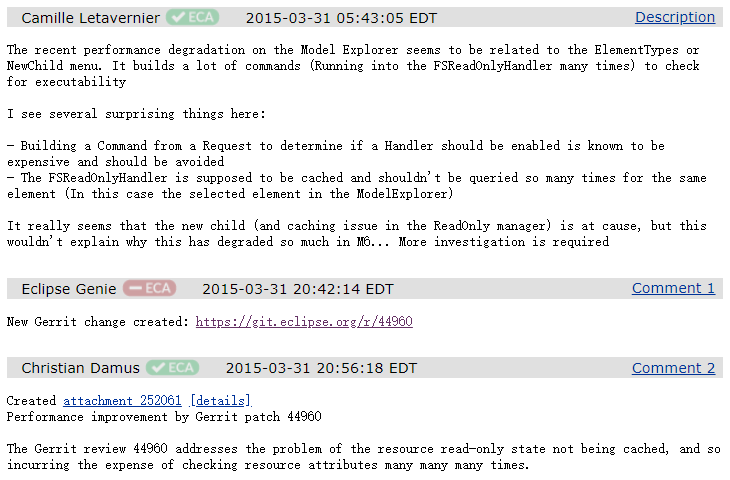 Camille Letavernier ECA 2015-03-31 05:43:05 EDT Description
The recent performance degradation on the Model Explorer seems to be related to the ElementTypes or
NewChild menu. It builds a lot of commands (Running into the FSReadOnlyHandler many times) to check
for executability
I see several surprising things here:
- Building a Command from a Request to determine if a Handler should be enabled is known to be
expensive and should be avoided
- The FSReadOnlyHandler is supposed to be cached and shouldn't be queried so many times for the same
element (In this case the selected element in the ModelExplorer)
It really seems that the new child (and caching issue in the ReadOnly manager) is at cause, but this
wouldn't explain why this has degraded so much in M6... More investigation is required
Eclipse Genie ECA 2015-03-31 20:42:14 EDT Comment 1
New Gerrit change created: https://git.eclipse.org/r/44960
Christian Damus ECA 2015-03-31 20:56:18 EDT Comment 2
Created attachment 252061 [details]
Performance improvement by Gerrit patch 44960
The Gerrit review 44960 addresses the problem of the resource read-only state not being cached, and so
incurring the expense of checking resource attributes many many many times.